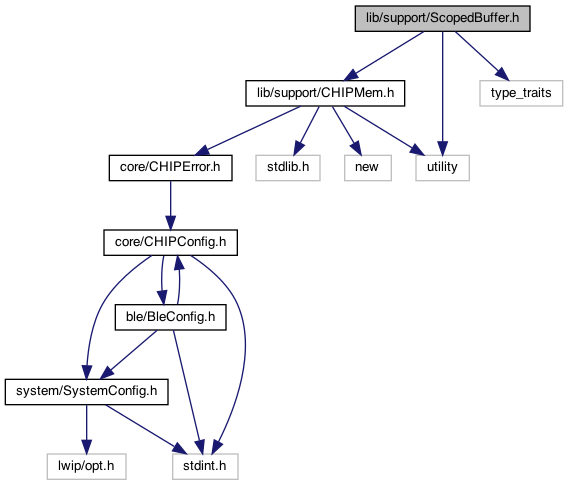 lib/support/ScopedBuffer.h
lib/support/CHIPMem.h
type_traits
core/CHIPError.h
stdlib.h
new
utility
core/CHIPConfig.h
ble/BleConfig.h
system/SystemConfig.h
lwip/opt.h
stdint.h